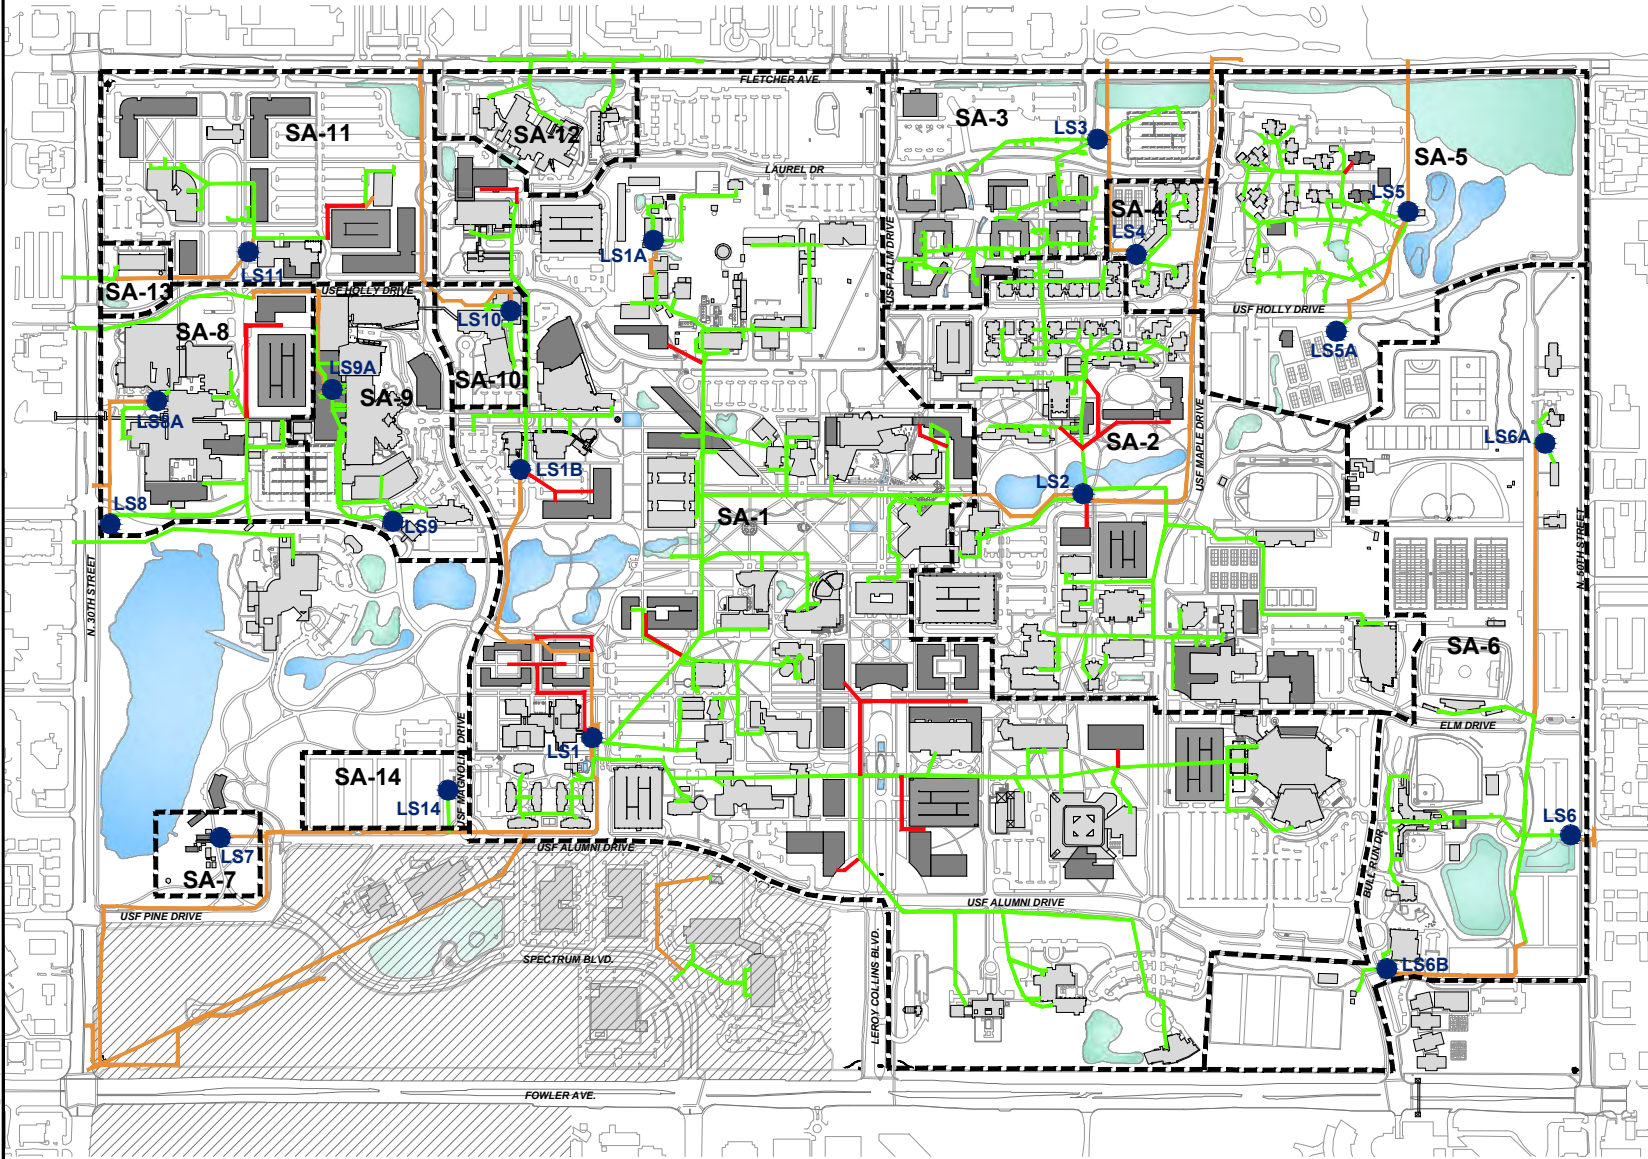 FLETCHER AVE.
SA-11
SA-12
SA-3
LS3
LAUREL DR
SA-5
LS5
SA-4
LS4
USF PALM DRIVE
LS1A
LS11
SA-13
USF HOLLY DRIVE
LS10
USF HOLLY DRIVE
SA-8
LS5A
LS9A
SA-10
SA-9
LS8A
USF MAPLE DRIVE
SA-2
LS6A
LS1B
LS2
LS8
LS9
SA-1
N. 30TH STREET
N. 50TH STREET
SA-6
ELM DRIVE
USF MAGNOLIA DRIVE
LS1
SA-14
LS14
LS6
LS7
USF ALUMNI DRIVE
BULL RUN DR
SA-7
USF PINE DRIVE
USF ALUMNI DRIVE
LEROY COLLINS BLVD.
SPECTRUM BLVD.
LS6B
FOWLER AVE.